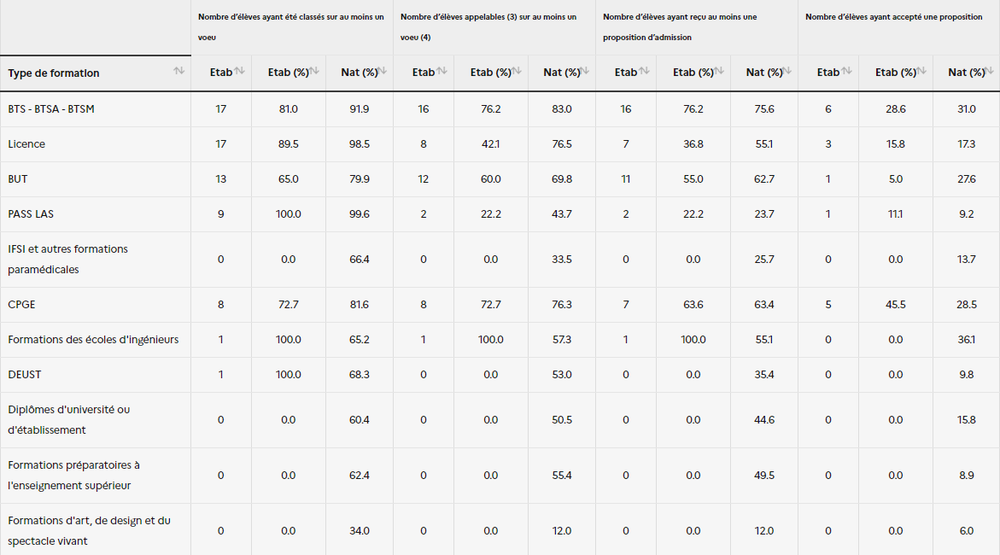 Nombre d'élèves ayant été classés sur au moins un voeu Nombre d'élèves appelables (3) sur au moins un voeu (4) Nombre d'élèves ayant reçu au moins une proposition d'admission Nombre d'élèves ayant accepté une proposition
Type de formation Etab Etab (%) Nat (%) Etab Etab (%) Nat (%) Etab Etab (%) Nat (%) Etab Etab (%) Nat (%)
BTS - BTSA - BTSM 17 81.0 91.9 16 76.2 83.0 16 76.2 75.6 6 28.6 31.0
Licence 17 89.5 98.5 8 42.1 76.5 7 36.8 55.1 3 15.8 17.3
BUT 13 65.0 79.9 12 60.0 69.8 11 55.0 62.7 1 5.0 27.6
PASS LAS 9 100.0 99.6 2 22.2 43.7 2 22.2 23.7 1 11.1 9.2
IFSI et autres formations paramédicales 0 0.0 66.4 0 0.0 33.5 0 0.0 25.7 0 0.0 13.7
CPGE 8 72.7 81.6 8 72.7 76.3 7 63.6 63.4 5 45.5 28.5
Formations des écoles d'ingénieurs 1 100.0 65.2 1 100.0 57.3 1 100.0 55.1 0 0.0 36.1
DEUST 1 100.0 68.3 0 0.0 53.0 0 0.0 35.4 0 0.0 9.8
Diplômes d'université ou d'établissement 0 0.0 60.4 0 0.0 50.5 0 0.0 44.6 0 0.0 15.8
Formations préparatoires à l'enseignement supérieur 0 0.0 62.4 0 0.0 55.4 0 0.0 49.5 0 0.0 8.9
Formations d'art, de design et du spectacle vivant 0 0.0 34.0 0 0.0 12.0 0 0.0 12.0 0 0.0 6.0